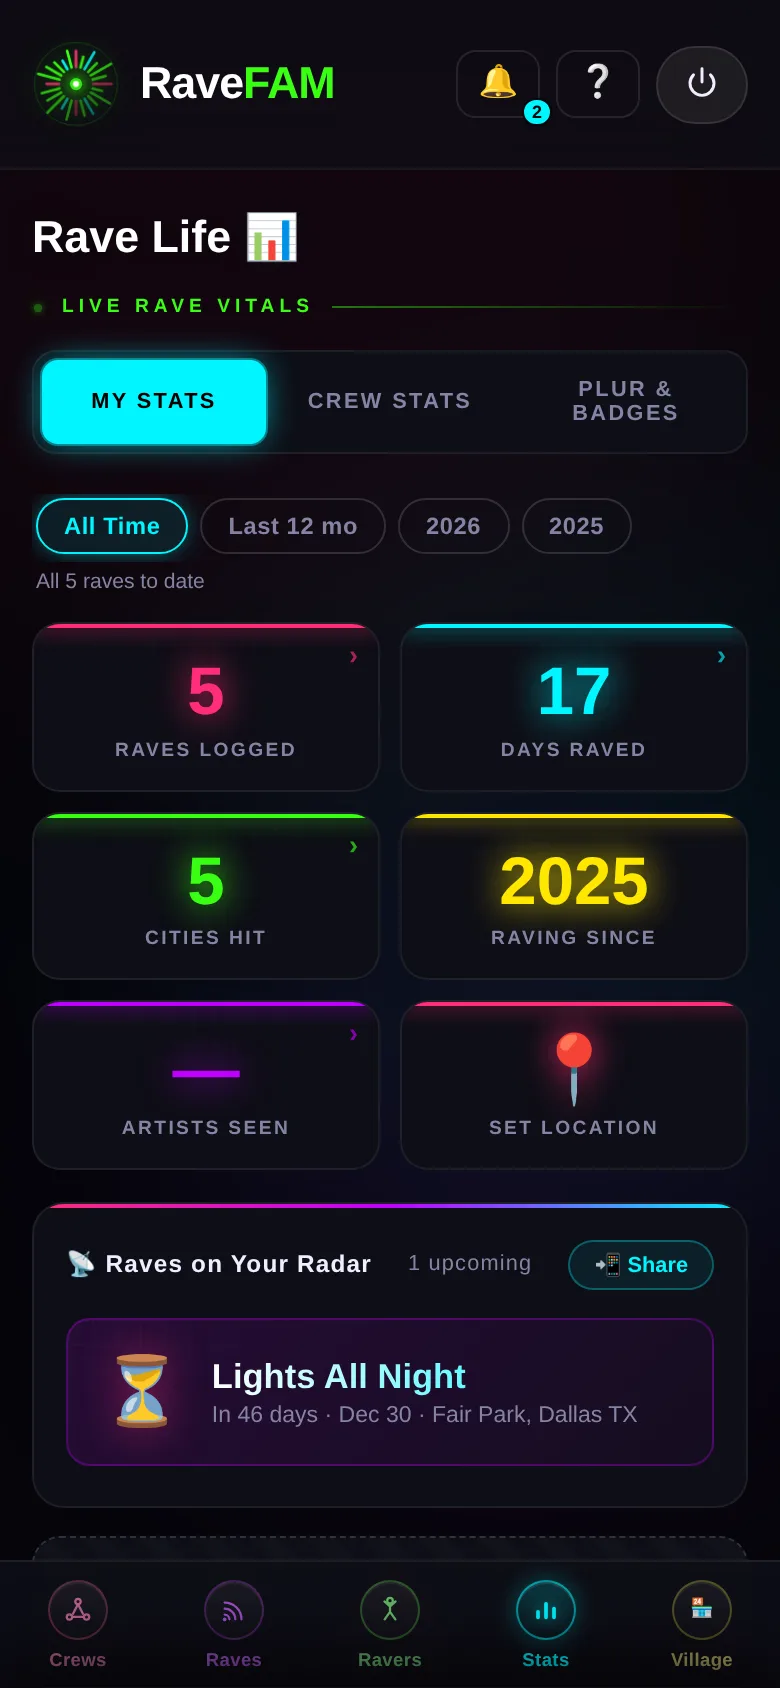 RaveFAM
2
Rave Life
LIVE RAVE VITALS
MY STATS
CREW STATS
PLUR &
BADGES
All Time
Last 12 mo
2026
2025
All 5 raves to date
5
RAVES LOGGED
17
DAYS RAVED
5
CITIES HIT
2025
RAVING SINCE
—
ARTISTS SEEN
SET LOCATION
Raves on Your Radar
1 upcoming
Share
Lights All Night
In 46 days · Dec 30 · Fair Park, Dallas TX
Crews
Raves
Ravers
Stats
Village